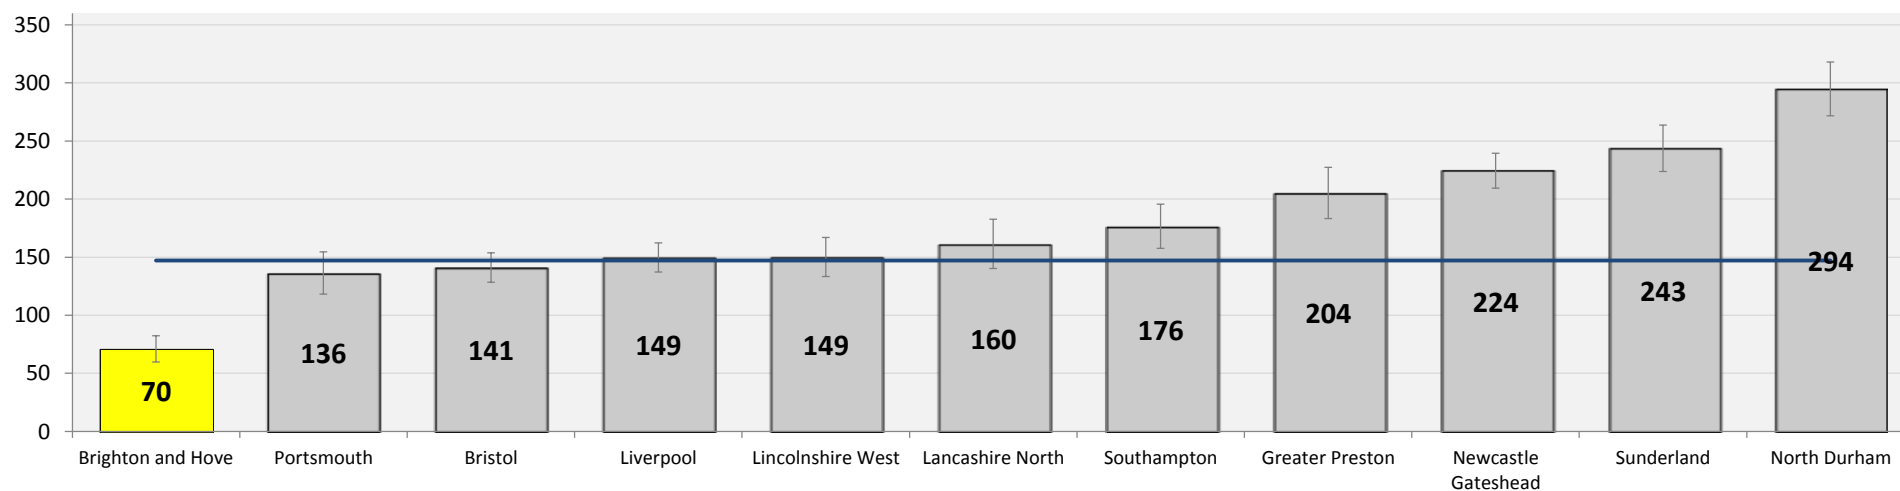 350
300
250
200
150
100
50
0
70
136
141
149
149
160
176
204
224
243
294
Brighton and Hove
Portsmouth
Bristol
Liverpool
Lincolnshire West
Lancashire North
Southampton
Greater Preston
Newcastle
Gateshead
Sunderland
North Durham